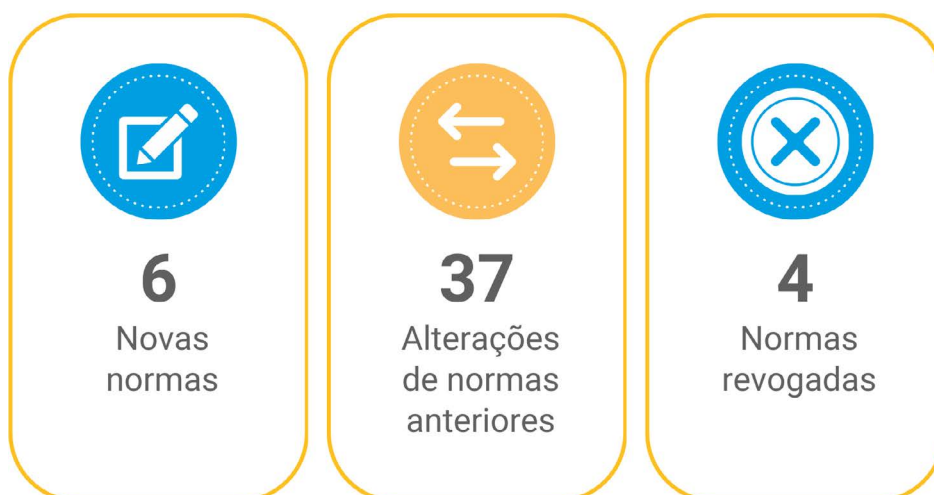 6
Novas
normas
37
Alterações
de normas
anteriores
4
Normas
revogadas